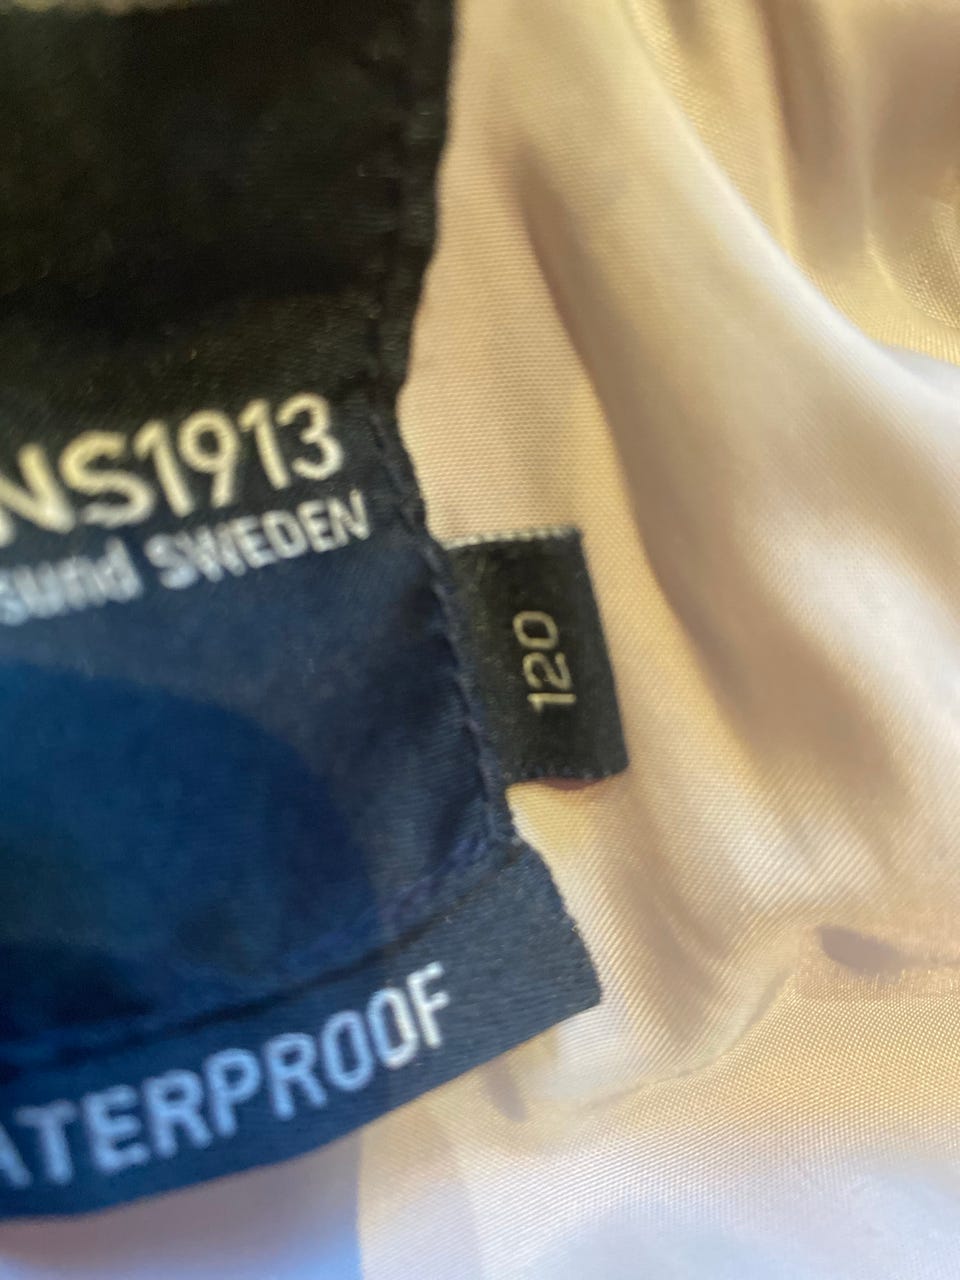 NS1913
sund SWEDEN
120
ATERPROOF